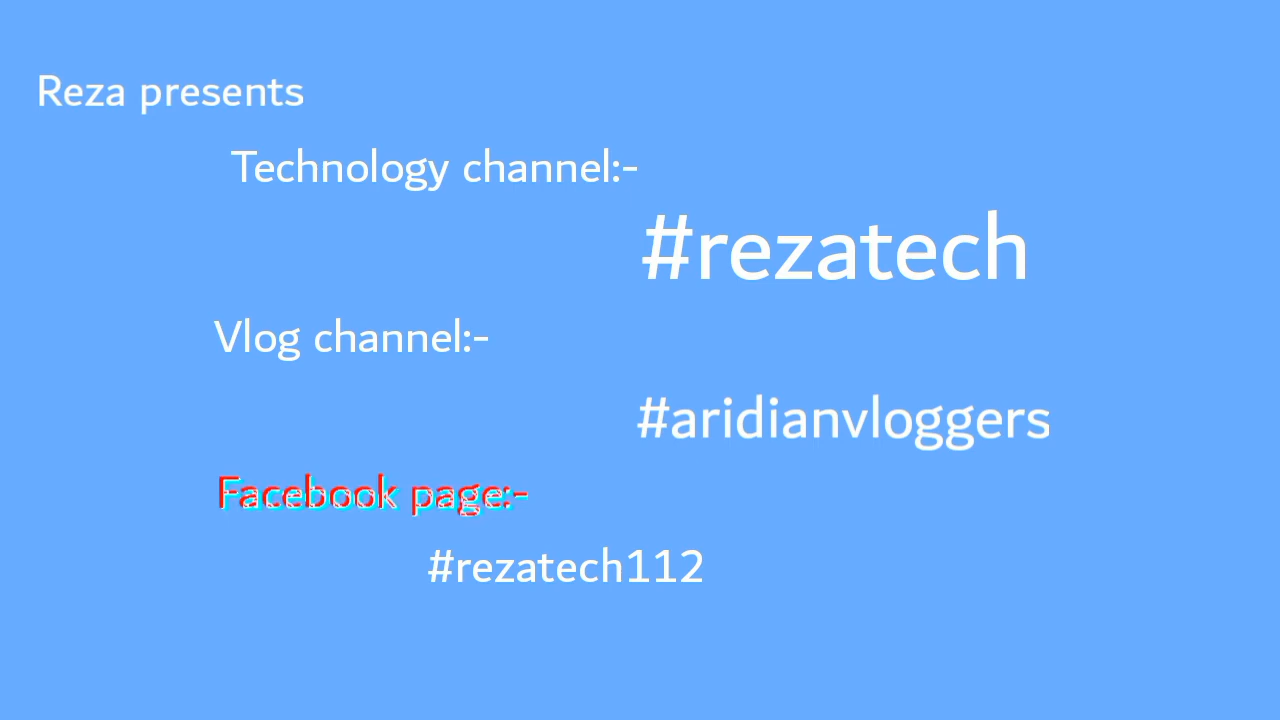 Reza presents
Technology channel:-
#rezatech
Vlog channel:-
#aridianvloggers
Facebook page:-
#rezatech112